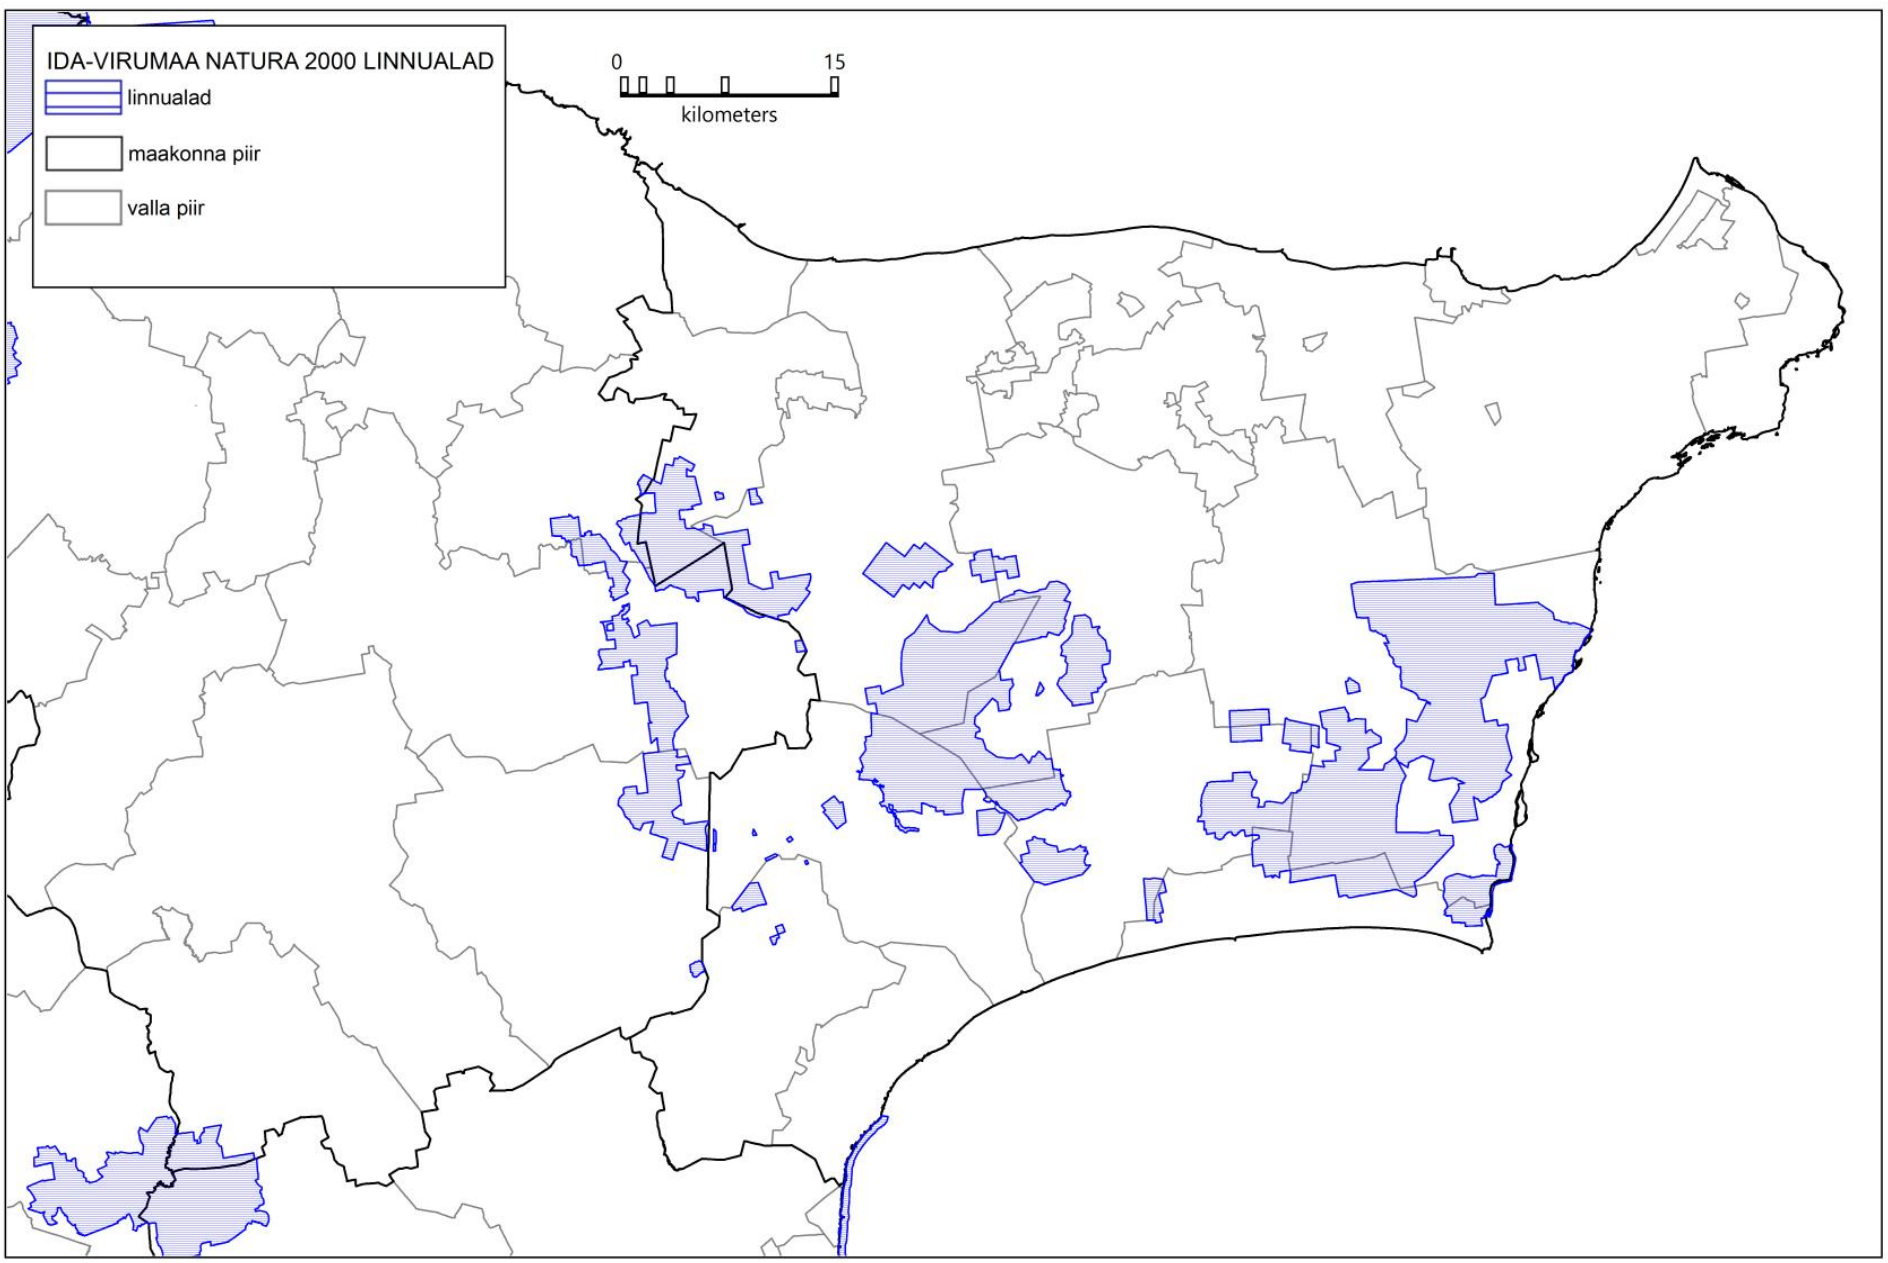 IDA-VIRUMAA NATURA 2000 LINNUALAD
linnualad
maakonna piir
valla piir
0 15
kilometers